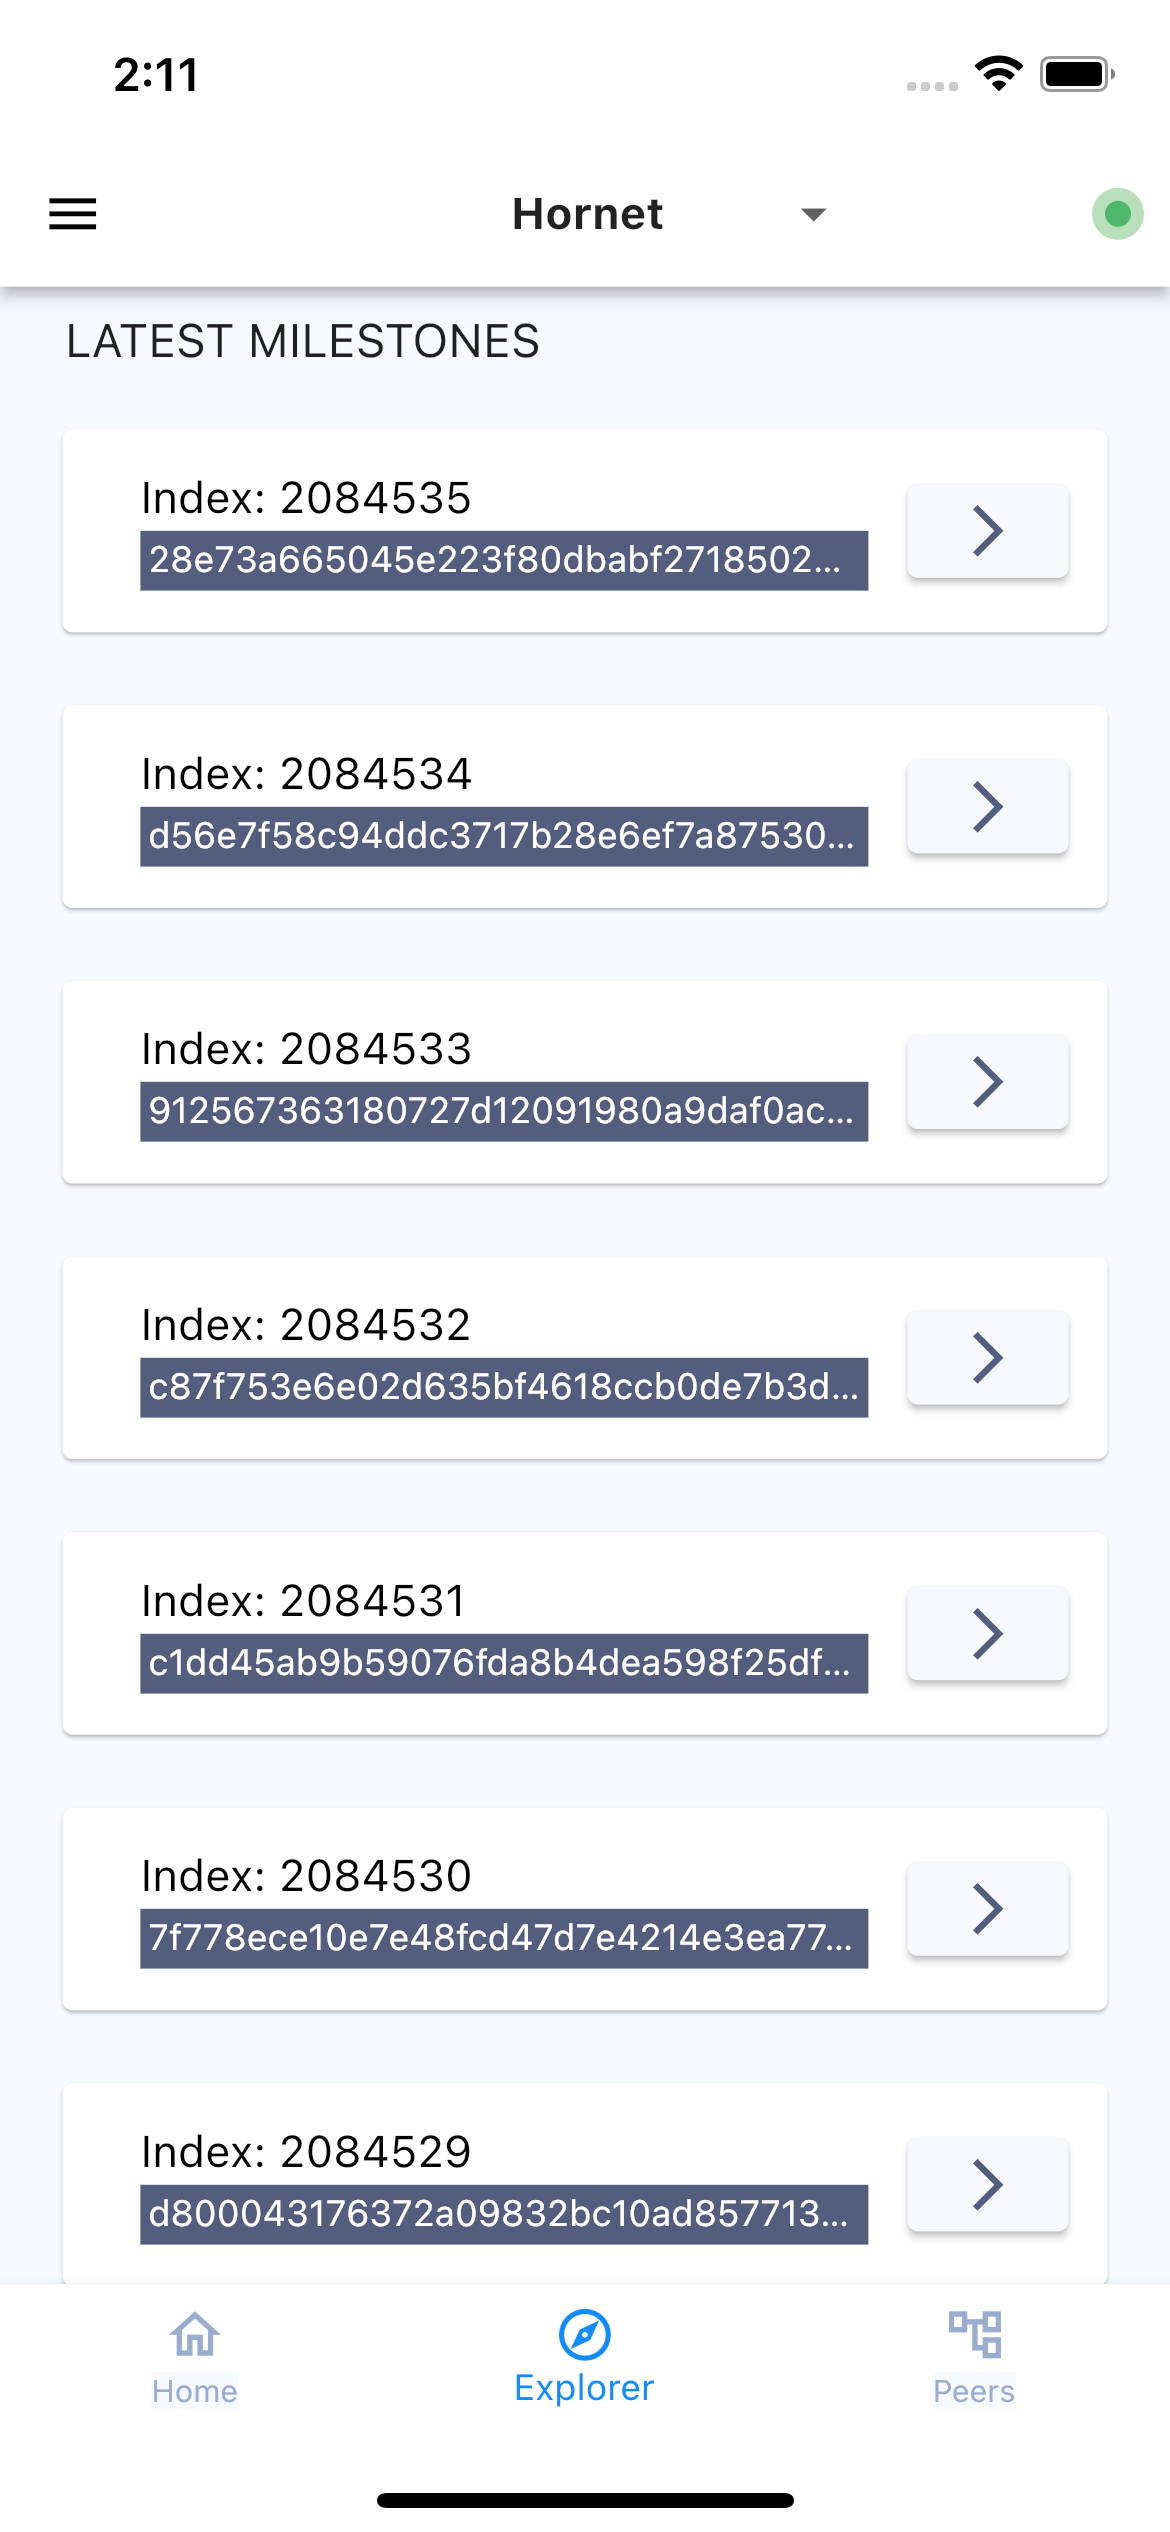 2:11
Hornet
LATEST MILESTONES
Index: 2084535
28e73a665045e223f80dbabf2718502...
Index: 2084534
d56e7f58c94ddc3717b28e6ef7a87530...
Index: 2084533
912567363180727d12091980a9daf0ac...
Index: 2084532
c87f753e6e02d635bf4618ccb0de7b3d...
Index: 2084531
c1dd45ab9b59076fda8b4dea598f25df...
Index: 2084530
7f778ece10e7e48fcd47d7e4214e3ea77...
Index: 2084529
d800043176372a09832bc10ad857713...
Home
Explorer
Peers